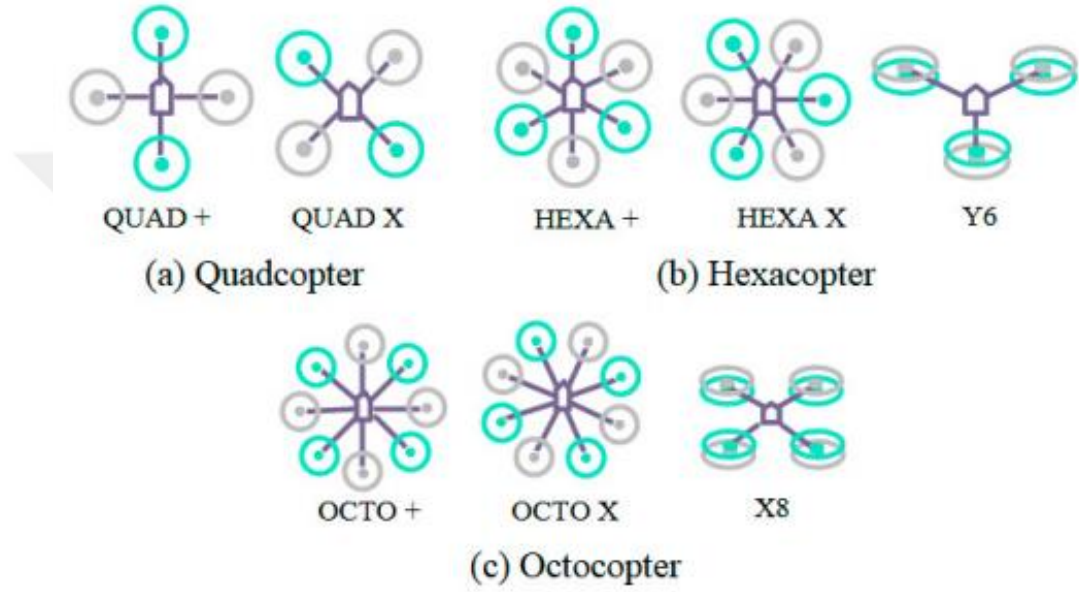 QUAD +
QUAD X
HEXA +
HEXA X
Y6
(a) Quadcopter
(b) Hexacopter
OCTO +
OCTO X
X8
(c) Octocopter